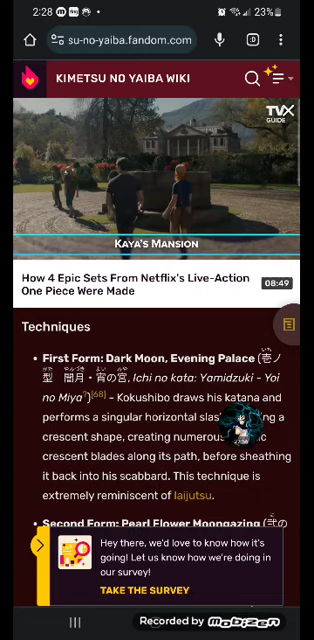 2:28
23%
su-no-yaiba.fandom.com
KIMETSU NO YAIBA WIKI
TVX
GUIDE
KAYA'S MANSION
How 4 Epic Sets From Netflix's Live-Action
One Piece Were Made
08:49
Techniques
• First Form: Dark Moon, Evening Palace (壱ノ
型 闇月・宵の宮, Ichi no kata: Yamidzuki - Yoi
no Miya?)[68] - Kokushibo draws his katana and
performs a singular horizontal a
crescent shape, creating
crescent blades along its path, before sheathing
it back into his scabbard. This technique is
extremely reminiscent of Iaijutsu.
• Second Form: Pearl Flower Moongazing (弐の
Hey there, we'd love to know how it's
going! Let us know how we're doing in
our survey!
TAKE THE SURVEY
Recorded by Mobizen